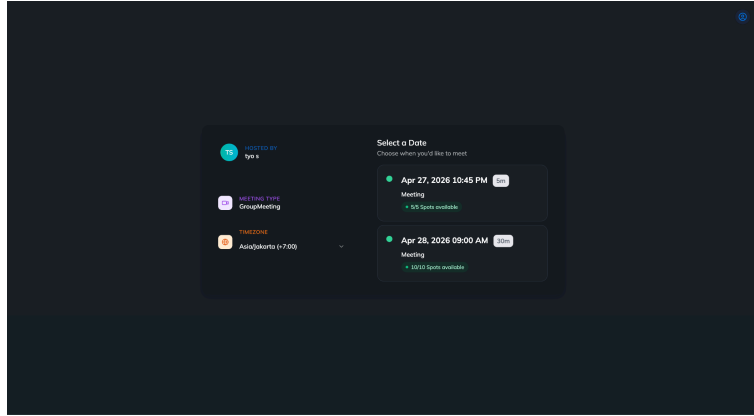 TS
HOSTED BY
tyo s
MEETING TYPE
GroupMeeting
TIMEZONE
Asia/Jakarta (+7:00)
Select a Date
Choose when you'd like to meet
Apr 27, 2026 10:45 PM 5m
Meeting
5/5 Spots available
Apr 28, 2026 09:00 AM 30m
Meeting
10/10 Spots available